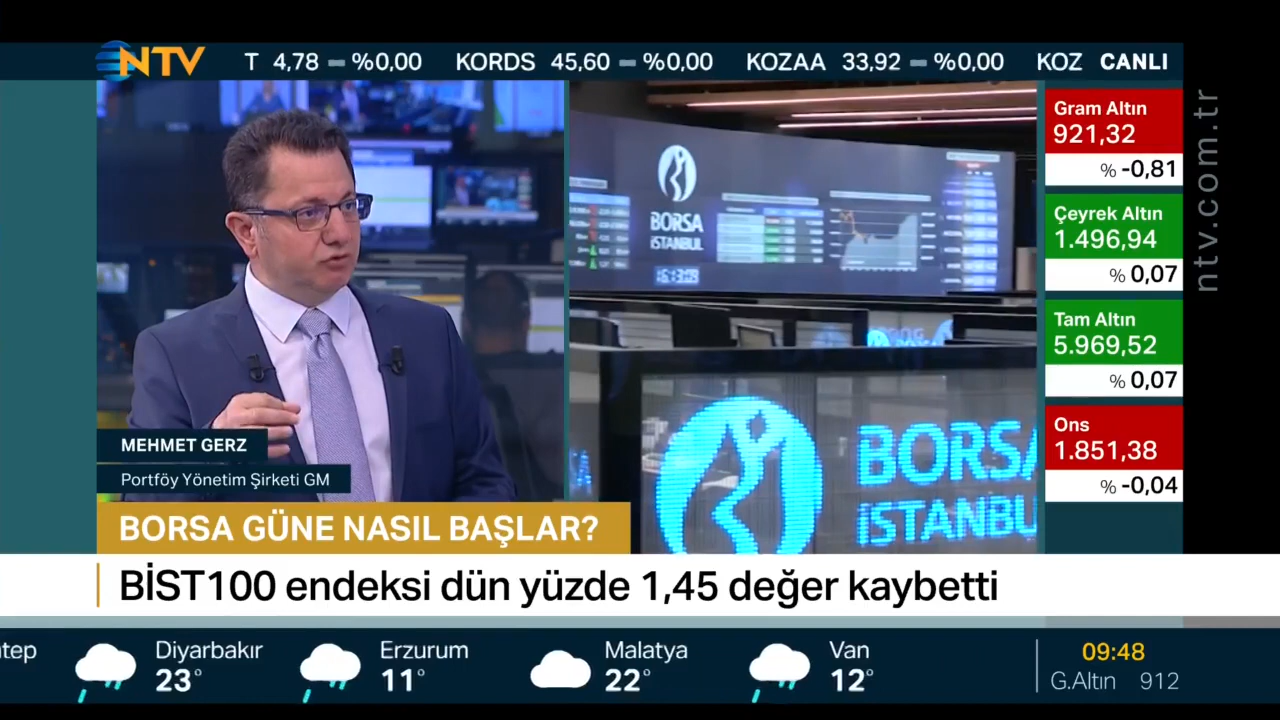 NTV
T 4,78 %0,00 KORDS 45,60 %0,00 KOZAA 33,92 %0,00 KOZ CANLI
Gram Altın
921,32
% -0,81
Çeyrek Altın
1.496,94
% 0,07
Tam Altın
5.969,52
% 0,07
Ons
1.851,38
% -0,04
ntv.com.tr
BORSA
İSTANBUL
16:13:09
BORSA
İSTANBU
MEHMET GERZ
Portföy Yönetim Şirketi GM
BORSA GÜNE NASIL BAŞLAR?
BİST100 endeksi dün yüzde 1,45 değer kaybetti
ntep
Diyarbakır
23°
Erzurum
11°
Malatya
22°
Van
12°
09:48
G.Altın 912